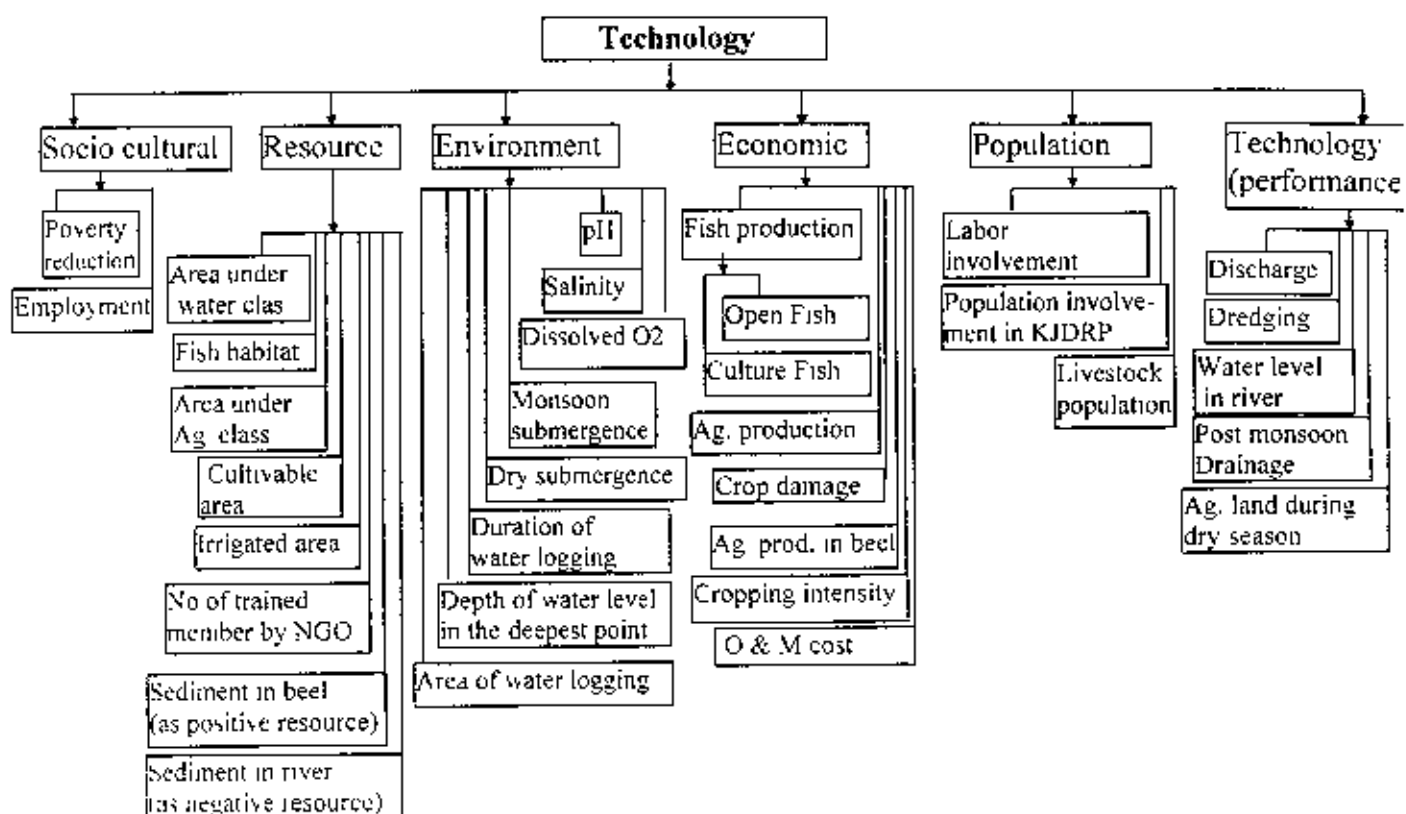 Technology
Socio cultural
Resource
Environment
Economic
Population
Technology
(performance
Poverty
reduction
Employment
Area under
water clas
Fish habitat
Area under
Ag class
Cultivable
area
Irrigated area
No of trained
member by NGO
Sediment in beel
(as positive resource)
Sediment in river
(as negative resource)
pH
Salinity
Dissolved O2
Monsoon
submergence
Dry submergence
Duration of
water logging
Depth of water level
in the deepest point
Area of water logging
Fish production
Open Fish
Culture Fish
Ag. production
Crop damage
Ag prod. in beel
Cropping intensity
O & M cost
Labor
involvement
Population involve-
ment in KJDRP
Livestock
population
Discharge
Dredging
Water level
in river
Post monsoon
Drainage
Ag. land during
dry season